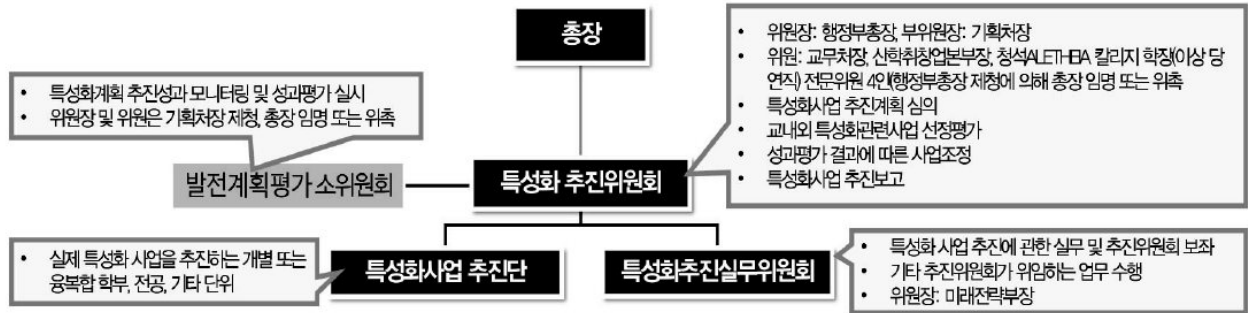 총장
• 위원장: 행정부총장, 부위원장: 기획처장
• 위원: 교무처장, 산학취창업본부장, 청석ALETHEIA 칼리지 학장(이상 당
연직) 전문위원 4인(행정부총장 제청에 의해 총장 임명 또는 위촉
• 특성화사업 추진계획 심의
• 교내외 특성화관련사업 선정평가
• 성과평가 결과에 따른 사업조정
• 특성화사업 추진보고
• 특성화계획 추진성과 모니터링 및 성과평가 실시
• 위원장 및 위원은 기획처장 제청, 총장 임명 또는 위촉
발전계획평가 소위원회
특성화 추진위원회
• 실제 특성화 사업을 추진하는 개별 또는
융복합 학부, 전공, 기타 단위
특성화사업 추진단
특성화추진실무위원회
• 특성화 사업 추진에 관한 실무 및 추진위원회 보좌
• 기타 추진위원회가 위임하는 업무 수행
• 위원장: 미래전략부장